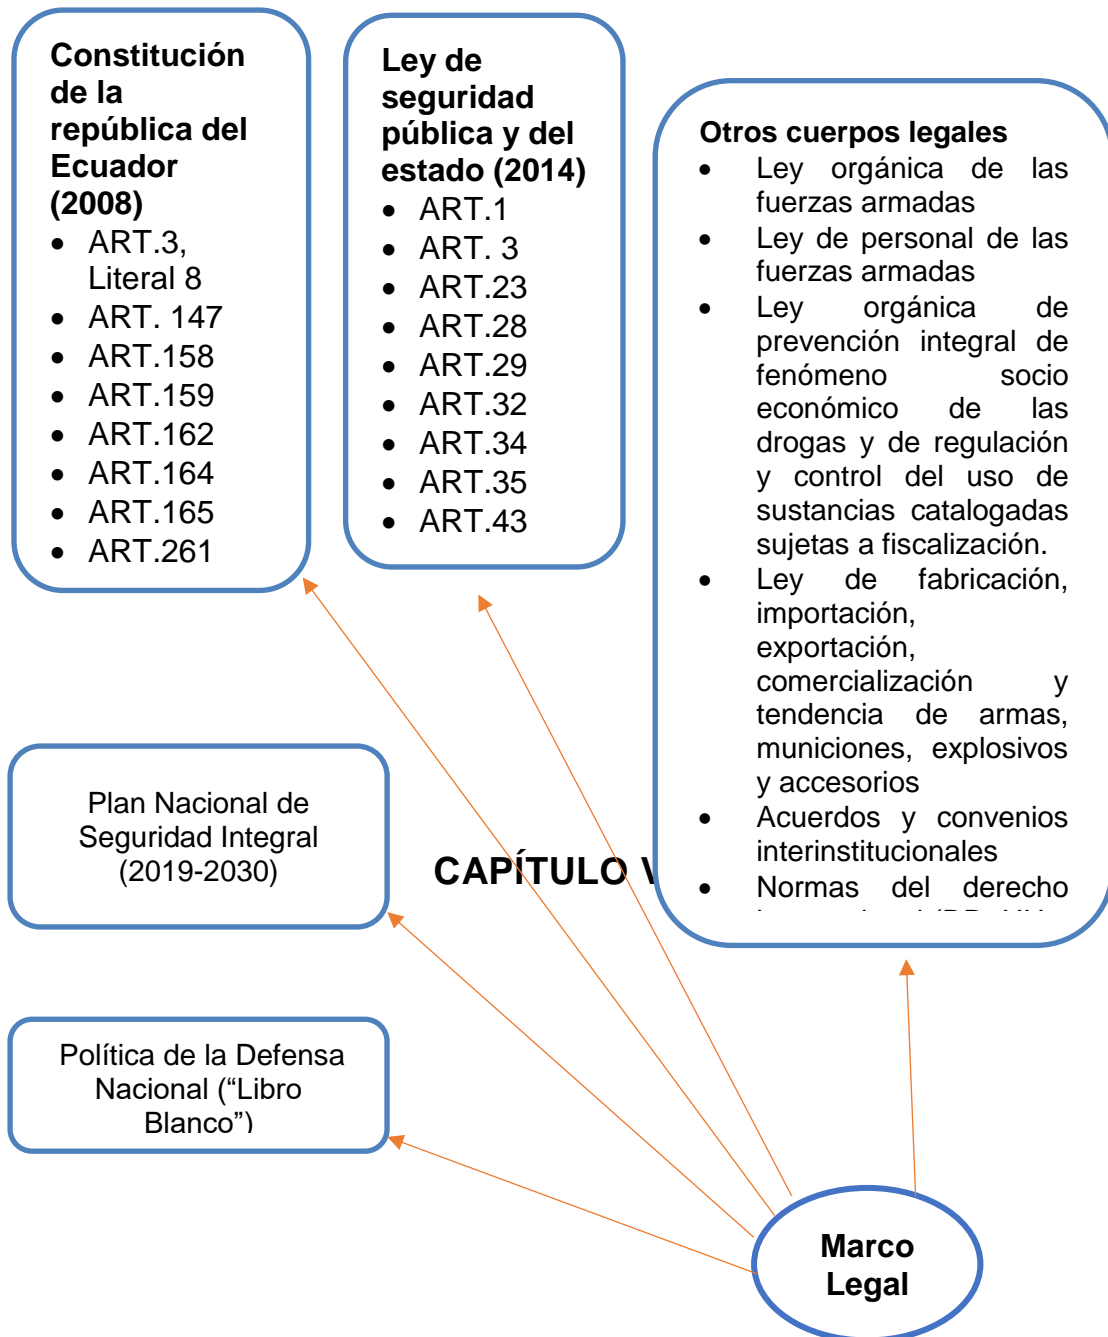 Constitución
de la
república del
Ecuador
(2008)
• ART.3,
Literal 8
• ART. 147
• ART.158
• ART.159
• ART.162
• ART.164
• ART.165
• ART.261
Ley de
seguridad
pública y del
estado (2014)
• ART.1
• ART. 3
• ART.23
• ART.28
• ART.29
• ART.32
• ART.34
• ART.35
• ART.43
Otros cuerpos legales
• Ley orgánica de las
fuerzas armadas
• Ley de personal de las
fuerzas armadas
• Ley orgánica de
prevención integral de
fenómeno socio
económico de las
drogas y de regulación
y control del uso de
sustancias catalogadas
sujetas a fiscalización.
• Ley de fabricación,
importación,
exportación,
comercialización y
tendencia de armas,
municiones, explosivos
y accesorios
• Acuerdos y convenios
interinstitucionales
• Normas del derecho
Plan Nacional de
Seguridad Integral
(2019-2030)
CAPÍTULO
Política de la Defensa
Nacional (“Libro
Blanco”)
Marco
Legal